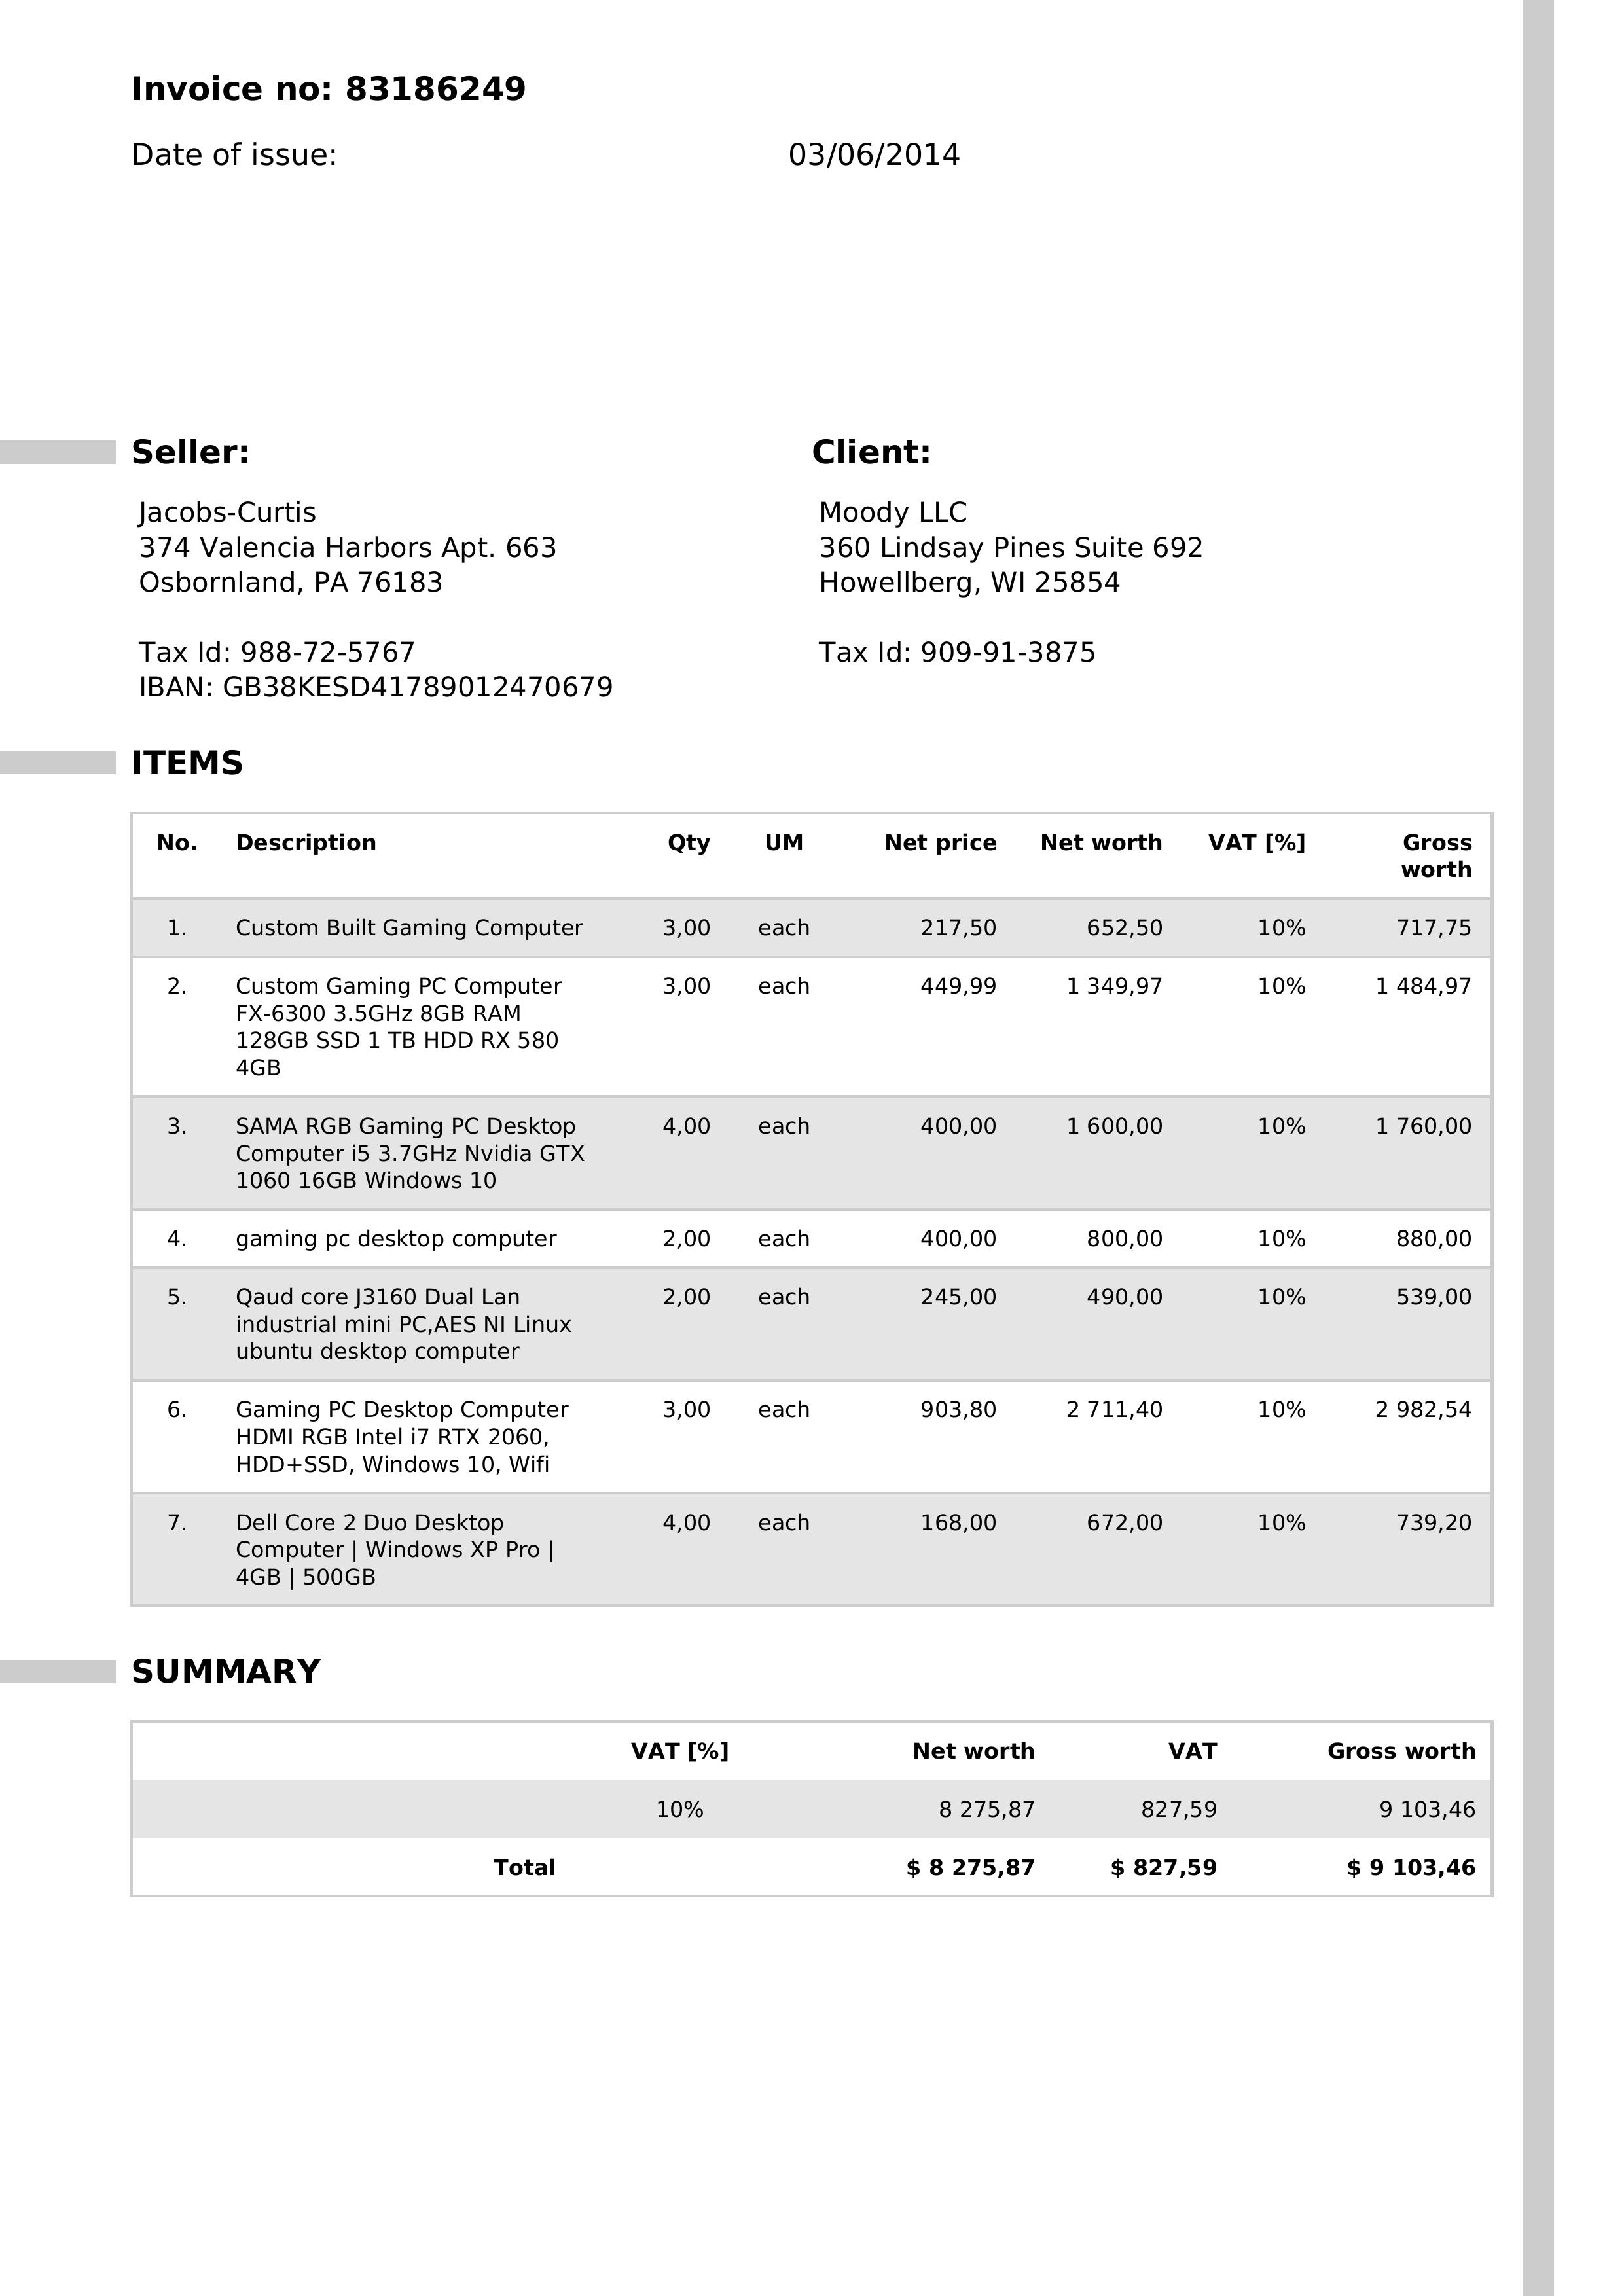 Invoice no: 83186249
Date of issue: 03/06/2014
Seller: Client:
Jacobs-Curtis Moody LLC
374 Valencia Harbors Apt. 663 360 Lindsay Pines Suite 692
Osbornland, PA 76183 Howellberg, WI 25854
Tax Id: 988-72-5767 Tax Id: 909-91-3875
IBAN: GB38KESD41789012470679
ITEMS
No. Description Qty UM Net price Net worth VAT [%] Gross
worth
1. Custom Built Gaming Computer 3,00 each 217,50 652,50 10% 717,75
2. Custom Gaming PC Computer 3,00 each 449,99 1 349,97 10% 1 484,97
FX-6300 3.5GHz 8GB RAM
128GB SSD 1 TB HDD RX 580
4GB
3. SAMA RGB Gaming PC Desktop 4,00 each 400,00 1 600,00 10% 1 760,00
Computer i5 3.7GHz Nvidia GTX
1060 16GB Windows 10
4. gaming pc desktop computer 2,00 each 400,00 800,00 10% 880,00
5. Qaud core J3160 Dual Lan 2,00 each 245,00 490,00 10% 539,00
industrial mini PC,AES NI Linux
ubuntu desktop computer
6. Gaming PC Desktop Computer 3,00 each 903,80 2 711,40 10% 2 982,54
HDMI RGB Intel i7 RTX 2060,
HDD+SSD, Windows 10, Wifi
7. Dell Core 2 Duo Desktop 4,00 each 168,00 672,00 10% 739,20
Computer | Windows XP Pro |
4GB | 500GB
SUMMARY
VAT [%] Net worth VAT Gross worth
10% 8 275,87 827,59 9 103,46
Total $ 8 275,87 $ 827,59 $ 9 103,46